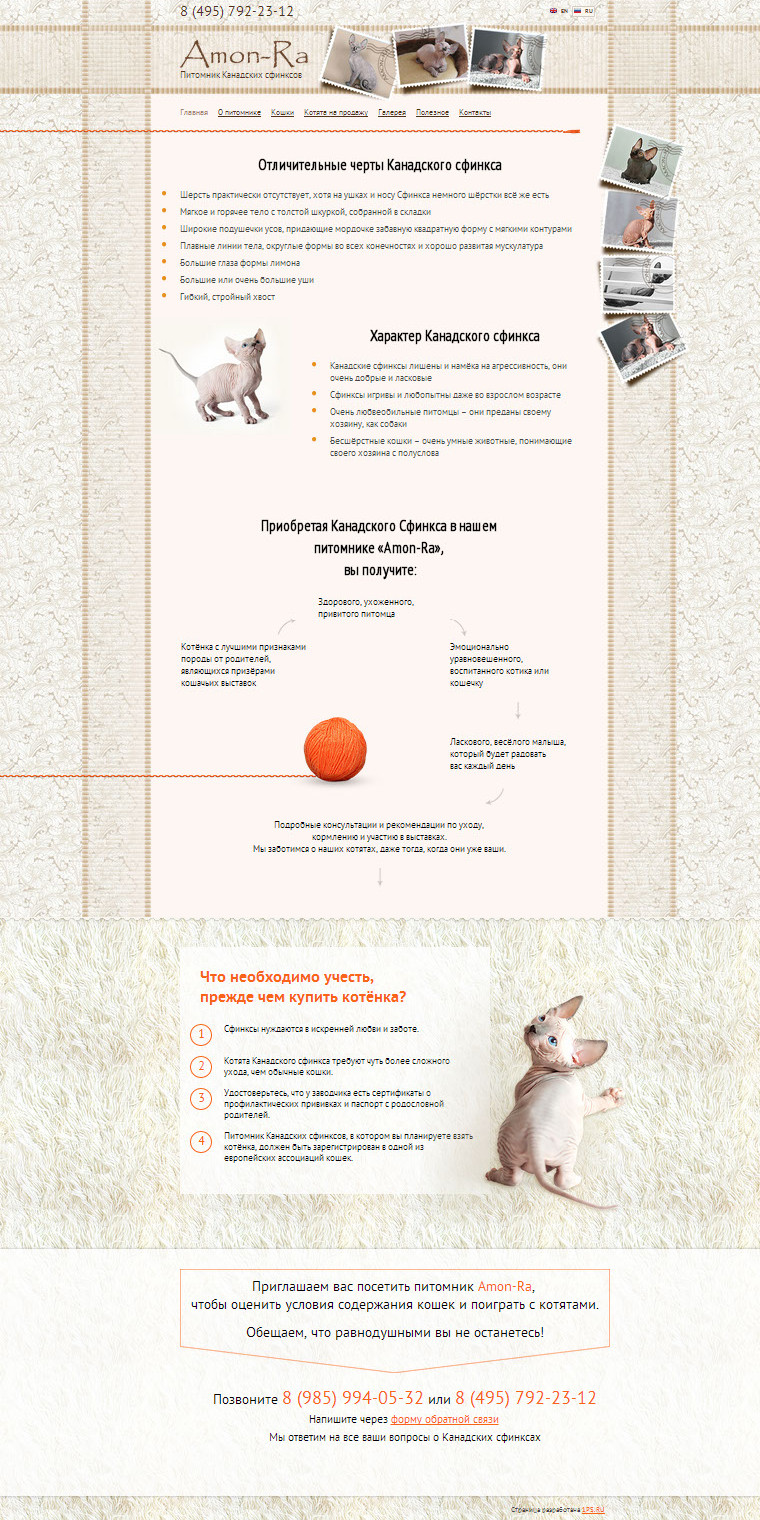 8 (495) 792-23-12
EN RU
Amon-Ra
Питомник Канадских сфинксов
Главная О питомнике Кошки Котята на продажу Галерея Полезное Контакты
Отличительные черты Канадского сфинкса
Шерсть практически отсутствует, хотя на ушках и носу Сфинкса немного шёрстки всё же есть
Мягкое и горячее тело с толстой шкуркой, собранной в складки
Широкие подушечки усов, придающие мордочке забавную квадратную форму с мягкими контурами
Плавные линии тела, округлые формы во всех конечностях и хорошо развитая мускулатура
Большие глаза формы лимона
Большие или очень большие уши
Гибкий, стройный хвост
Характер Канадского сфинкса
Канадские сфинксы лишены и намёка на агрессивность, они
очень добрые и ласковые
Сфинксы игривы и любопытны даже во взрослом возрасте
Очень любвеобильные питомцы – они преданы своему
хозяину, как собаки
Бесшёрстные кошки – очень умные животные, понимающие
своего хозяина с полуслова
Приобретая Канадского Сфинкса в нашем
питомнике «Amon-Ra»,
вы получите:
Здорового, ухоженного,
привитого питомца
Котёнка с лучшими признаками
породы от родителей,
являющихся призёрами
кошачьих выставок
Эмоционально
уравновешенного,
воспитанного котика или
кошечку
Ласкового, весёлого малыша,
который будет радовать
вас каждый день
Подробные консультации и рекомендации по уходу,
кормлению и участию в выставках.
Мы заботимся о наших котятах, даже тогда, когда они уже ваши.
Что необходимо учесть,
прежде чем купить котёнка?
1 Сфинксы нуждаются в искренней любви и заботе.
2 Котята Канадского сфинкса требуют чуть более сложного
ухода, чем обычные кошки.
3 Удостоверьтесь, что у заводчика есть сертификаты о
профилактических прививках и паспорт с родословной
родителей.
4 Питомник Канадских сфинксов, в котором вы планируете взять
котёнка, должен быть зарегистрирован в одной из
европейских ассоциаций кошек.
Приглашаем вас посетить питомник Amon-Ra,
чтобы оценить условия содержания кошек и поиграть с котятами.
Обещаем, что равнодушными вы не останетесь!
Позвоните 8 (985) 994-05-32 или 8 (495) 792-23-12
Напишите через форму обратной связи
Мы ответим на все ваши вопросы о Канадских сфинксах
Страница разработана 1PS.RU